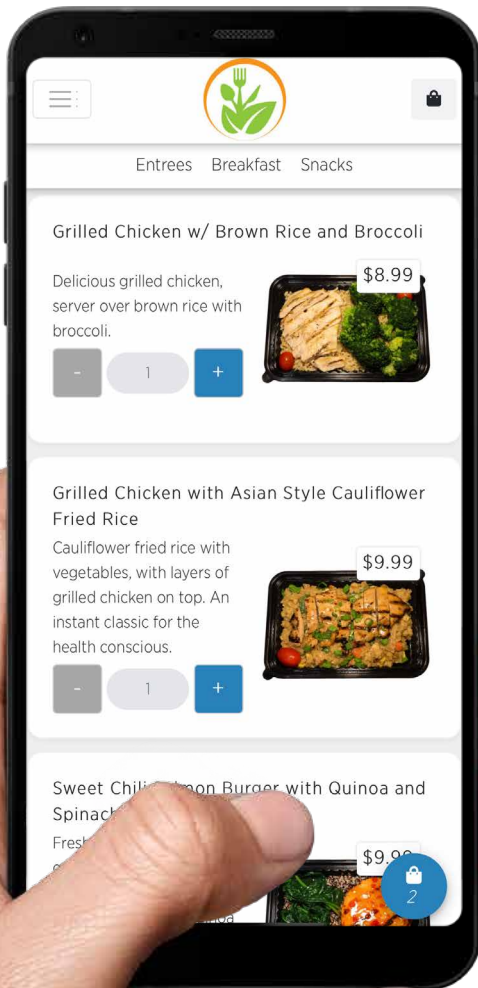 Entrees Breakfast Snacks
Grilled Chicken w/ Brown Rice and Broccoli
$8.99
Delicious grilled chicken,
server over brown rice with
broccoli.
- 1 +
Grilled Chicken with Asian Style Cauliflower
Fried Rice
$9.99
Cauliflower fried rice with
vegetables, with layers of
grilled chicken on top. An
instant classic for the
health conscious.
- 1 +
Sweet Chili Burger with Quinoa and
Spinach
2